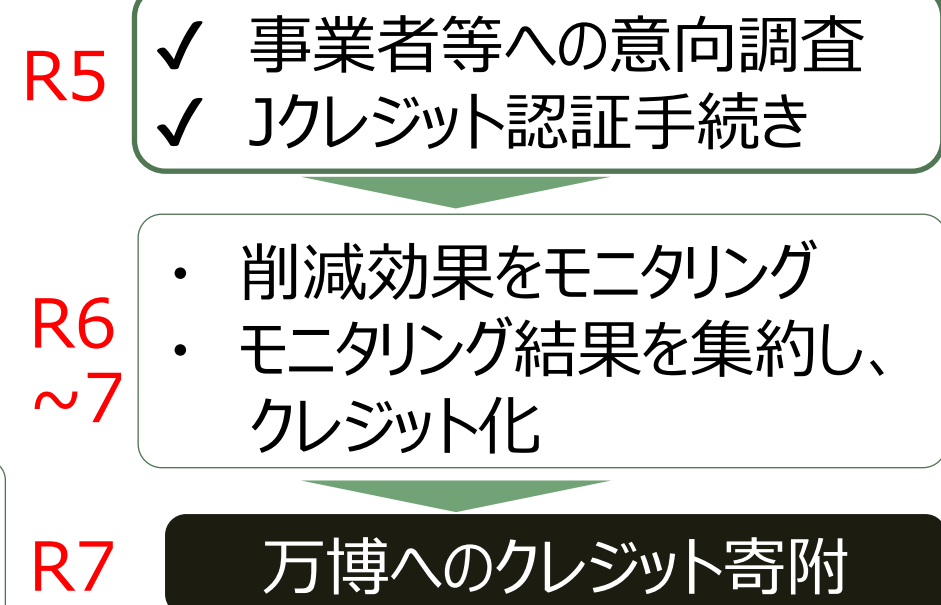 R5
✓ 事業者等への意向調査
✓ Jクレジット認証手続き
R6
~7
・ 削減効果をモニタリング
・ モニタリング結果を集約し、
クレジット化
R7
万博へのクレジット寄附